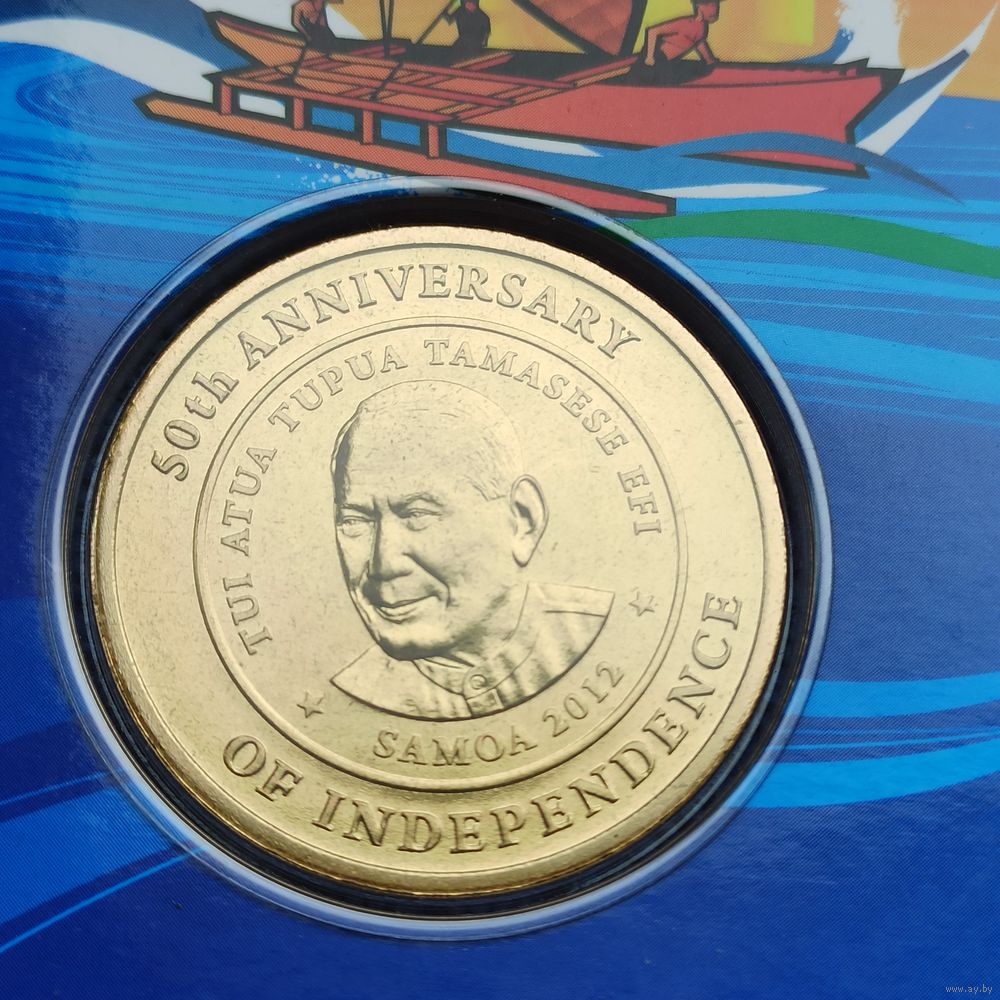 50th ANNIVERSARY
TUI ATUA TUPUA TAMASESE EFI
SAMOA 2012
OF INDEPENDENCE
www.ay.by